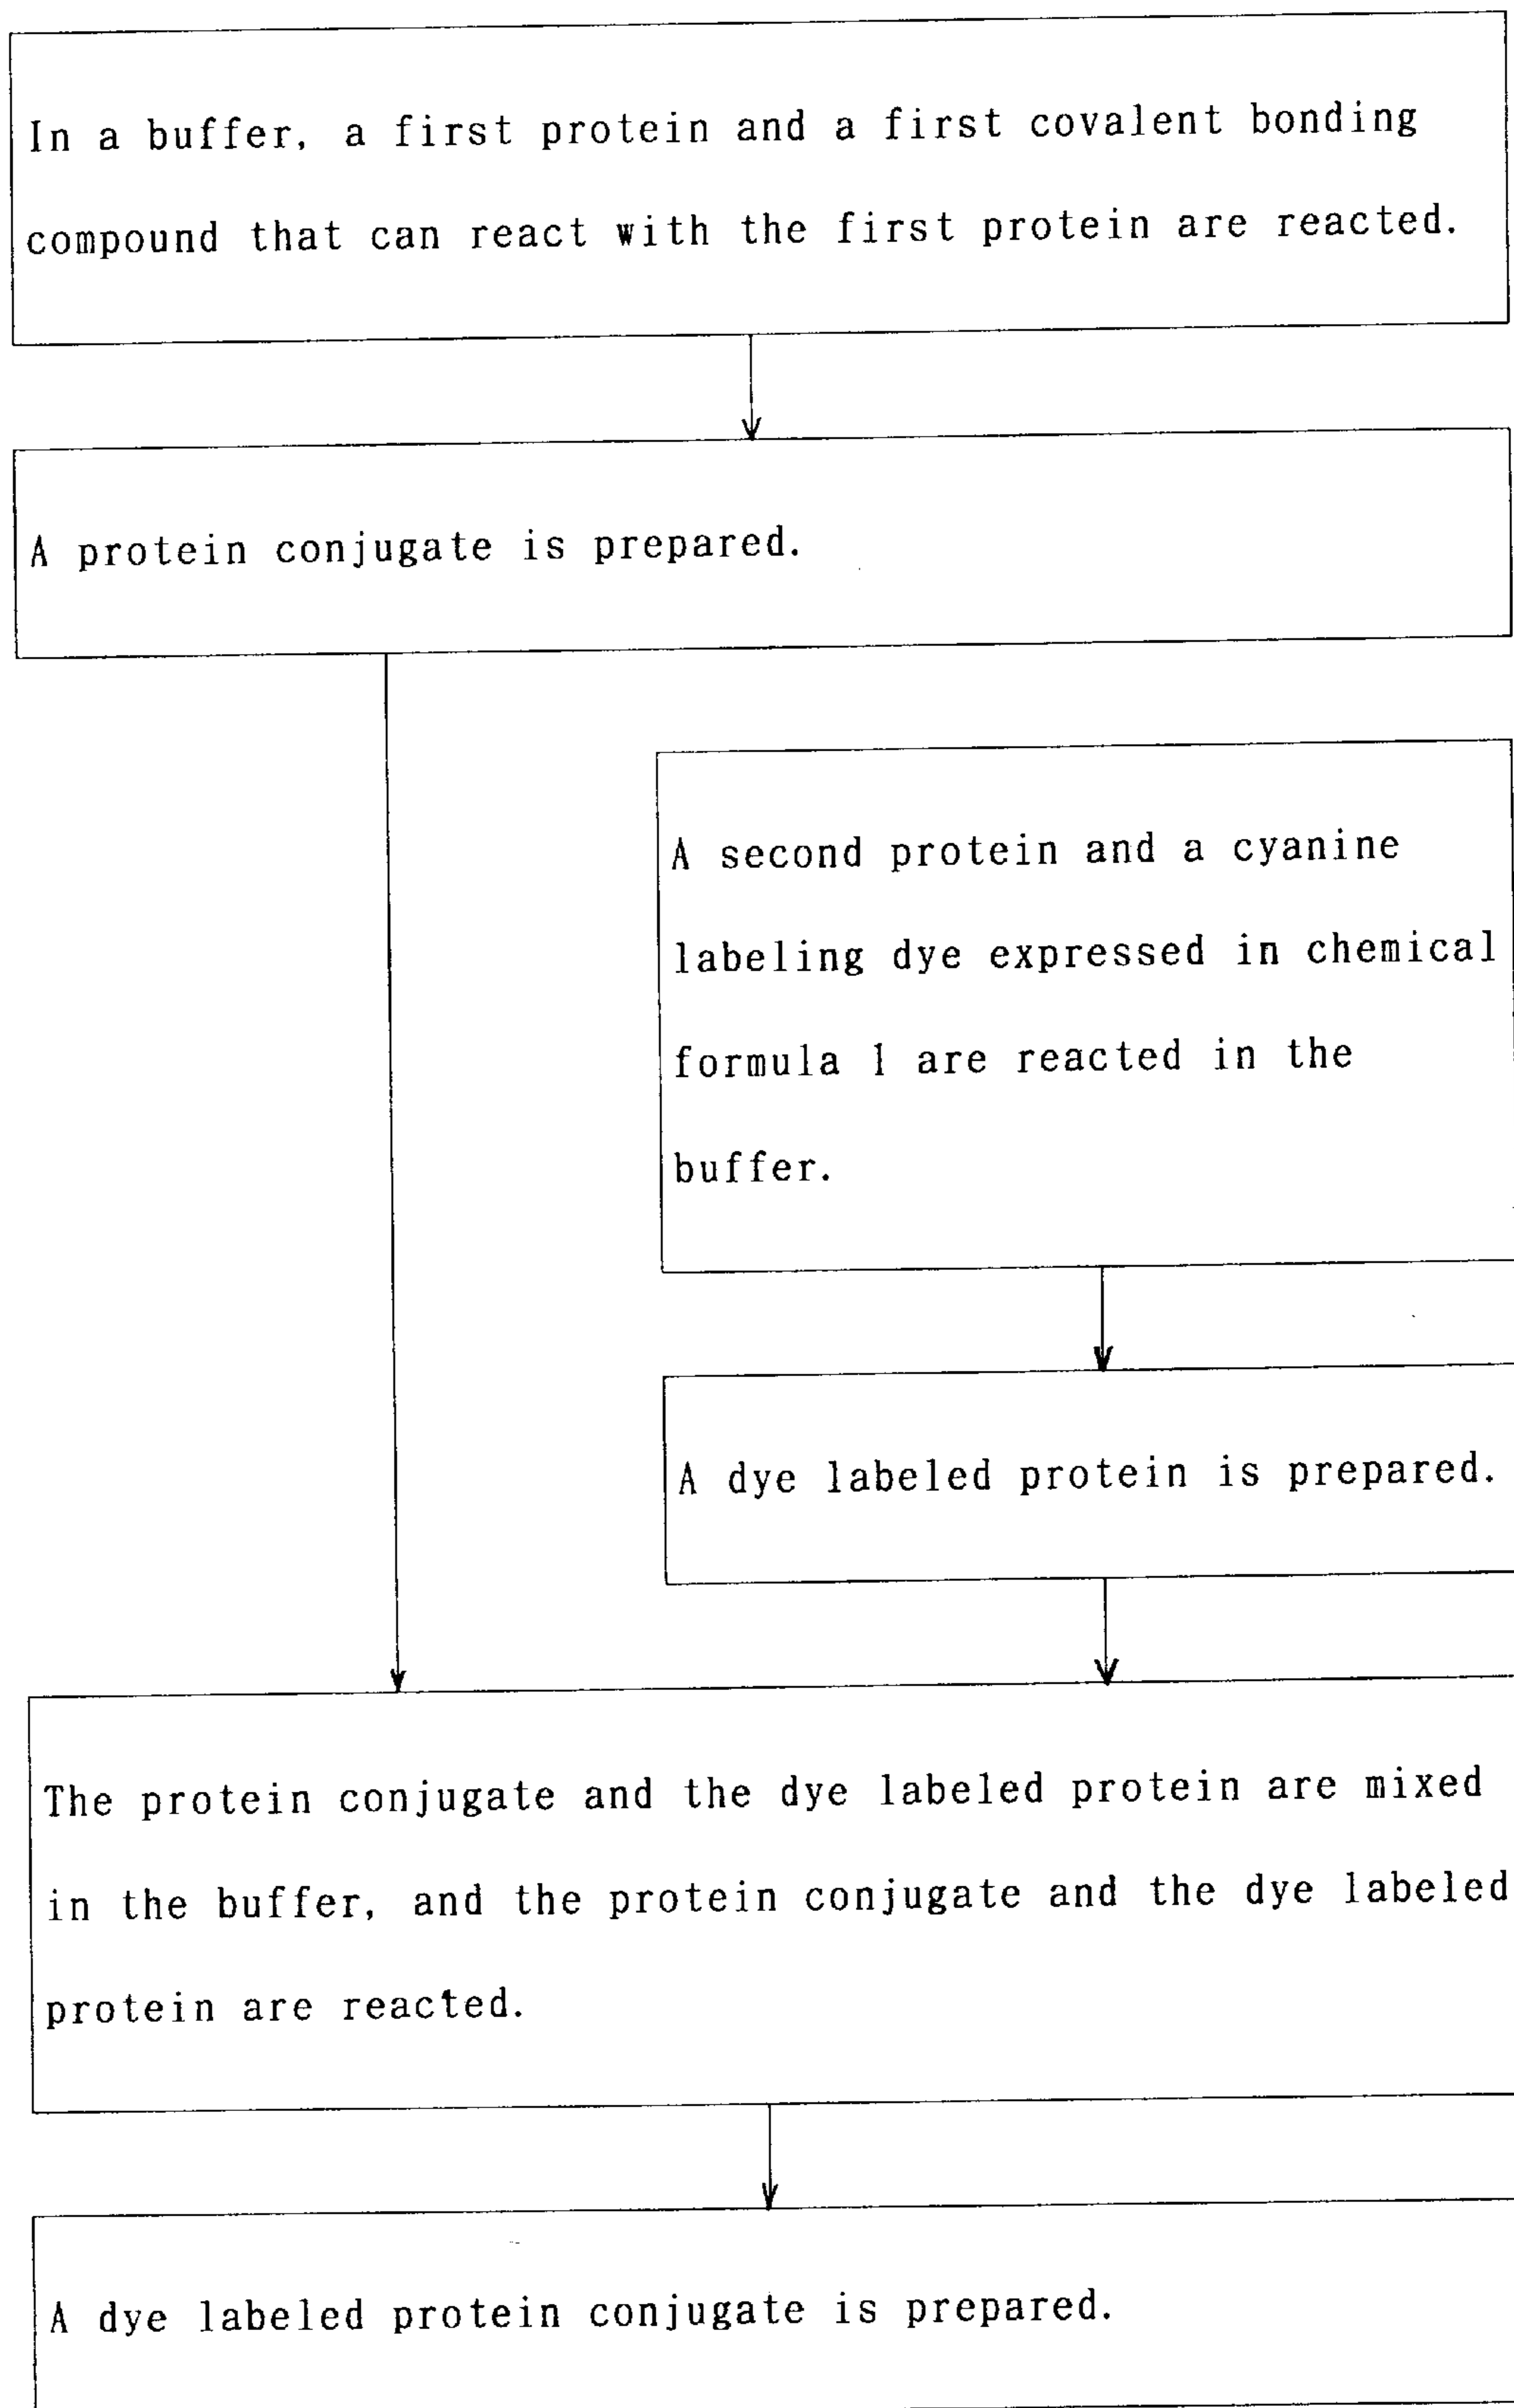 In a buffer, a first protein and a first covalent bonding
compound that can react with the first protein are reacted.
A protein conjugate is prepared.
A second protein and a cyanine
labeling dye expressed in chemical
formula 1 are reacted in the
buffer.
A dye labeled protein is prepared.
The protein conjugate and the dye labeled protein are mixed
in the buffer, and the protein conjugate and the dye labeled
protein are reacted.
A dye labeled protein conjugate is prepared.